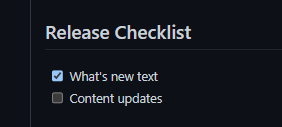 Release Checklist
What's new text
Content updates